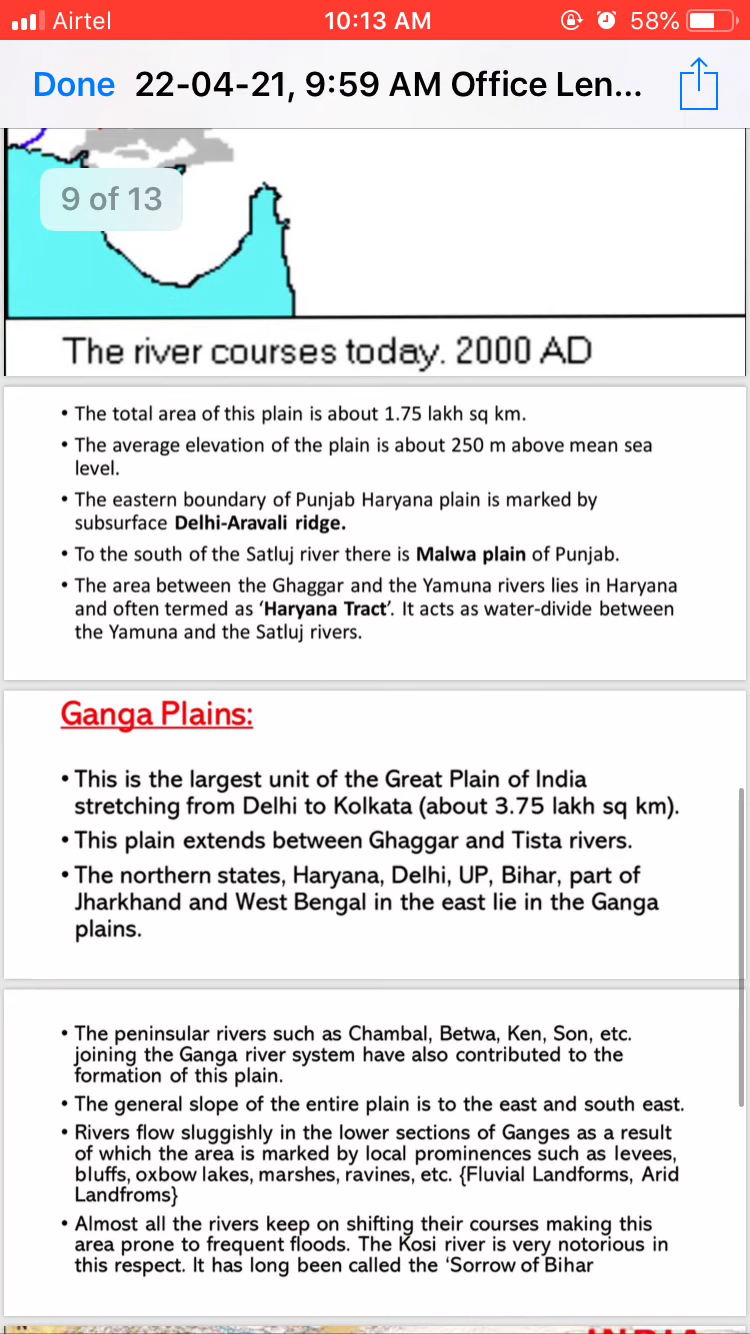 Airtel 10:13 AM 58%
Done 22-04-21, 9:59 AM Office Len...
9 of 13
The river courses today. 2000 AD
• The total area of this plain is about 1.75 lakh sq km.
• The average elevation of the plain is about 250 m above mean sea
level.
• The eastern boundary of Punjab Haryana plain is marked by
subsurface Delhi-Aravali ridge.
• To the south of the Satluj river there is Malwa plain of Punjab.
• The area between the Ghaggar and the Yamuna rivers lies in Haryana
and often termed as ‘Haryana Tract’. It acts as water-divide between
the Yamuna and the Satluj rivers.
Ganga Plains:
• This is the largest unit of the Great Plain of India
stretching from Delhi to Kolkata (about 3.75 lakh sq km).
• This plain extends between Ghaggar and Tista rivers.
• The northern states, Haryana, Delhi, UP, Bihar, part of
Jharkhand and West Bengal in the east lie in the Ganga
plains.
• The peninsular rivers such as Chambal, Betwa, Ken, Son, etc.
joining the Ganga river system have also contributed to the
formation of this plain.
• The general slope of the entire plain is to the east and south east.
• Rivers flow sluggishly in the lower sections of Ganges as a result
of which the area is marked by local prominences such as levees,
bluffs, oxbow lakes, marshes, ravines, etc. {Fluvial Landforms, Arid
Landfroms}
• Almost all the rivers keep on shifting their courses making this
area prone to frequent floods. The Kosi river is very notorious in
this respect. It has long been called the ‘Sorrow of Bihar